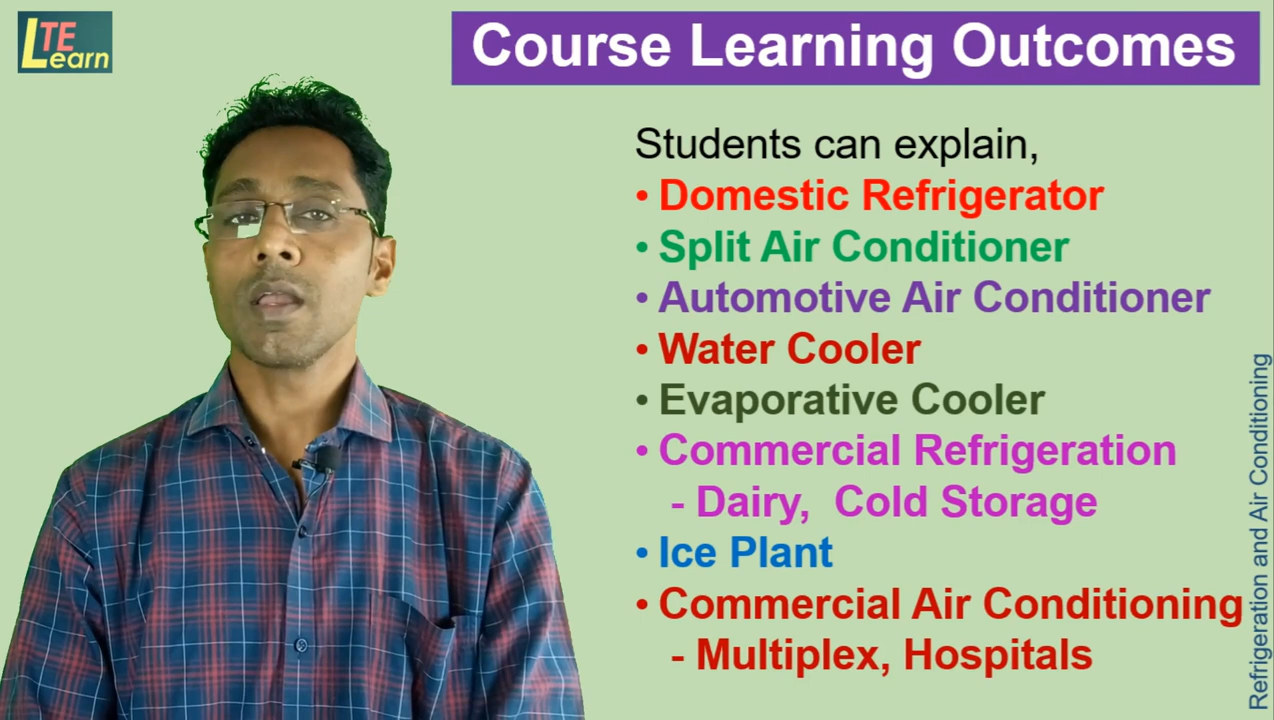 LTE
Learn
Course Learning Outcomes
Students can explain,
• Domestic Refrigerator
• Split Air Conditioner
• Automotive Air Conditioner
• Water Cooler
• Evaporative Cooler
• Commercial Refrigeration
- Dairy, Cold Storage
• Ice Plant
• Commercial Air Conditioning
- Multiplex, Hospitals
Refrigeration and Air Conditioning